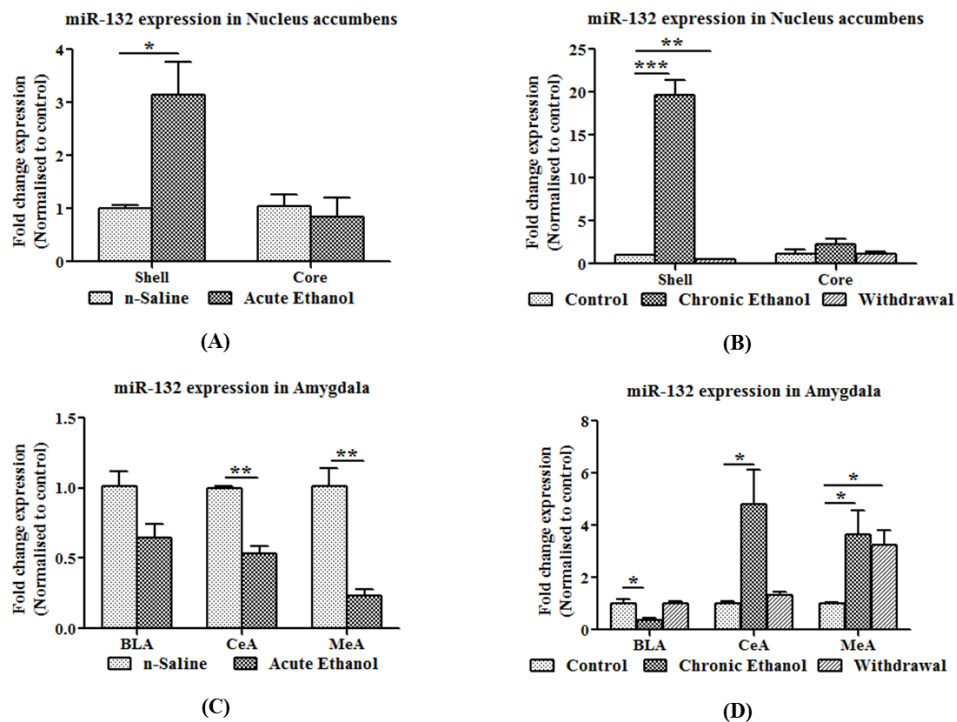 miR-132 expression in Nucleus accumbens
Fold change expression
(Normalised to control)
4
3
2
1
0
*
Shell
Core
n-Saline
Acute Ethanol
(A)
miR-132 expression in Nucleus accumbens
Fold change expression
(Normalised to control)
25
20
15
10
5
0
**
***
Shell
Core
Control
Chronic Ethanol
Withdrawal
(B)
miR-132 expression in Amygdala
Fold change expression
(Normalised to control)
1.5
1.0
0.5
0.0
**
**
BLA
CeA
MeA
n-Saline
Acute Ethanol
(C)
miR-132 expression in Amygdala
Fold change expression
(Normalised to control)
8
6
4
2
0
*
*
*
*
BLA
CeA
MeA
Control
Chronic Ethanol
Withdrawal
(D)